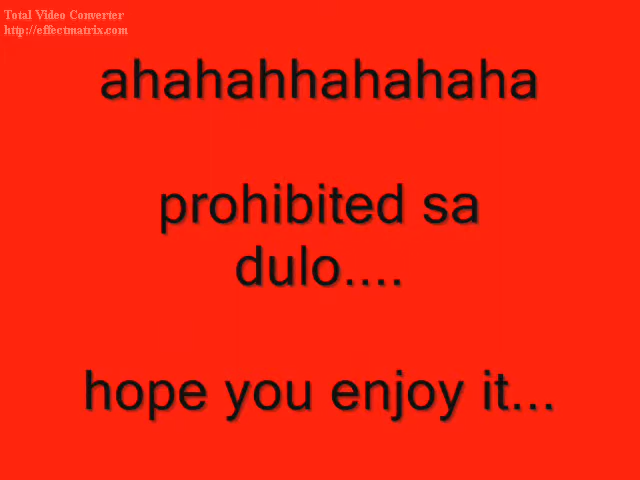 Total Video Converter
http://effectmatrix.com
ahahahhahahaha
prohibited sa
dulo....
hope you enjoy it...